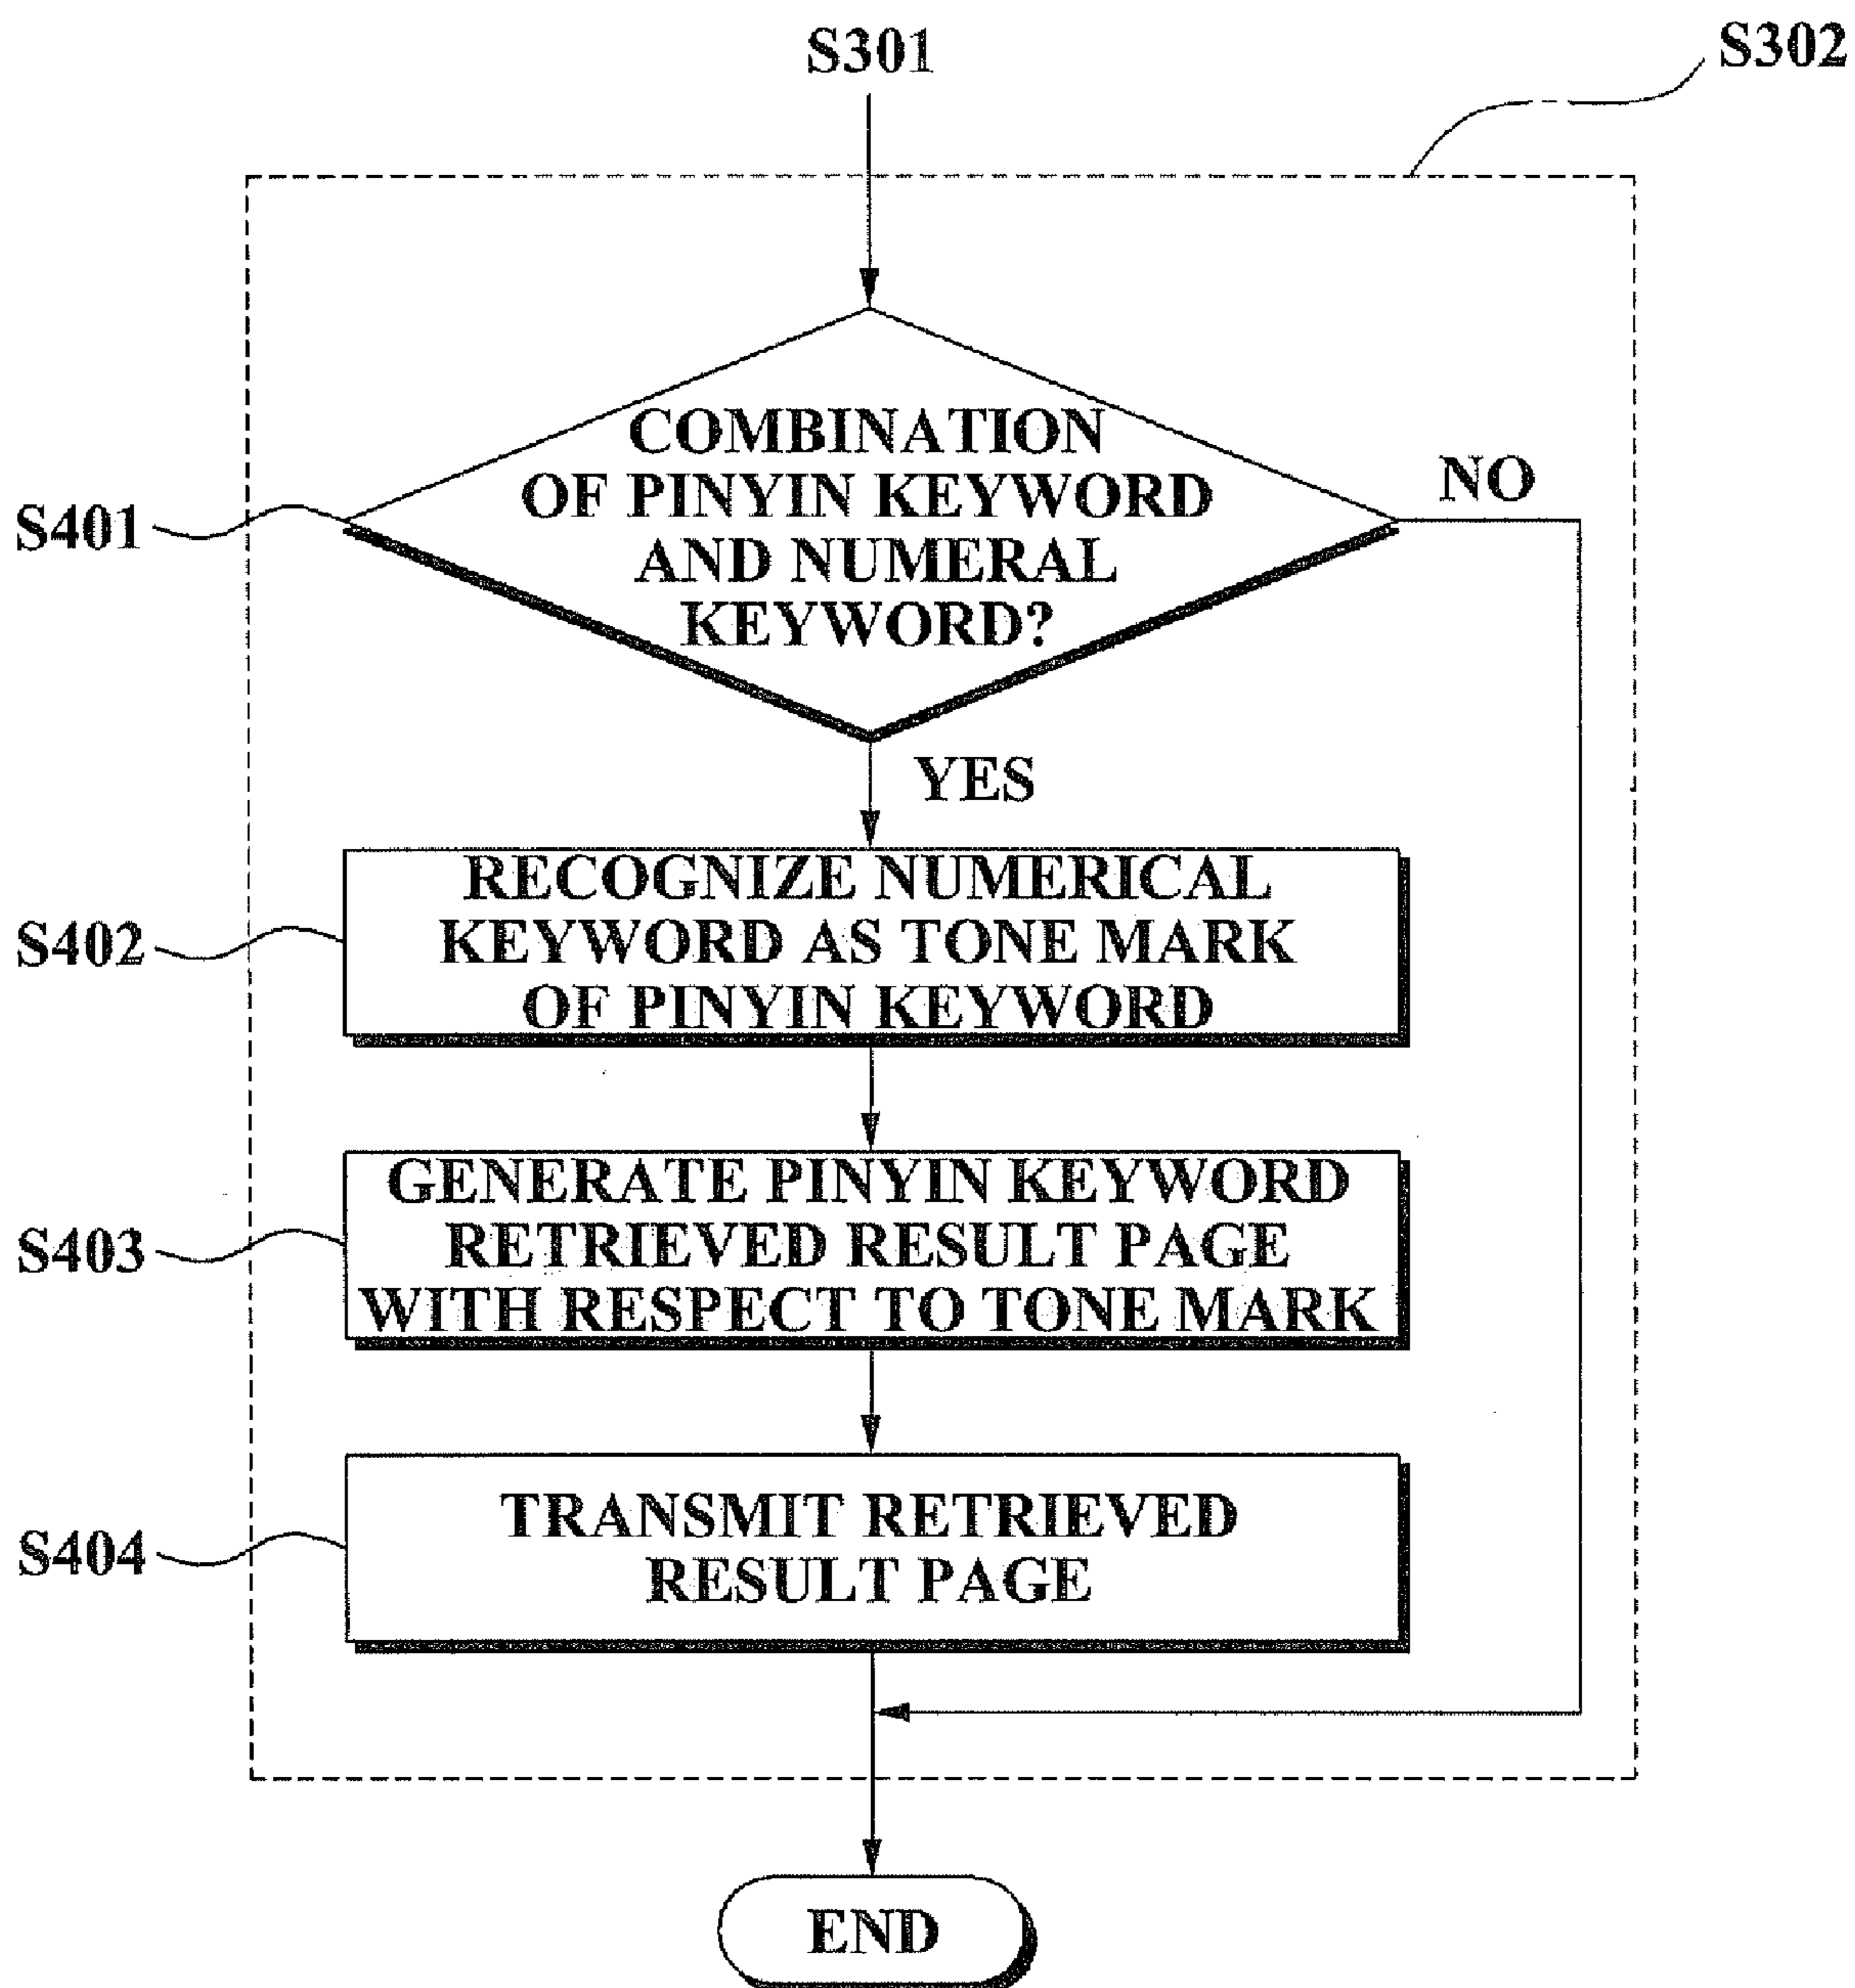 S301
S302
COMBINATION
OF PINYIN KEYWORD
AND NUMERAL
KEYWORD?
NO
S401
YES
RECOGNIZE NUMERICAL
KEYWORD AS TONE MARK
OF PINYIN KEYWORD
S402
GENERATE PINYIN KEYWORD
RETRIEVED RESULT PAGE
WITH RESPECT TO TONE MARK
S403
TRANSMIT RETRIEVED
RESULT PAGE
S404
END